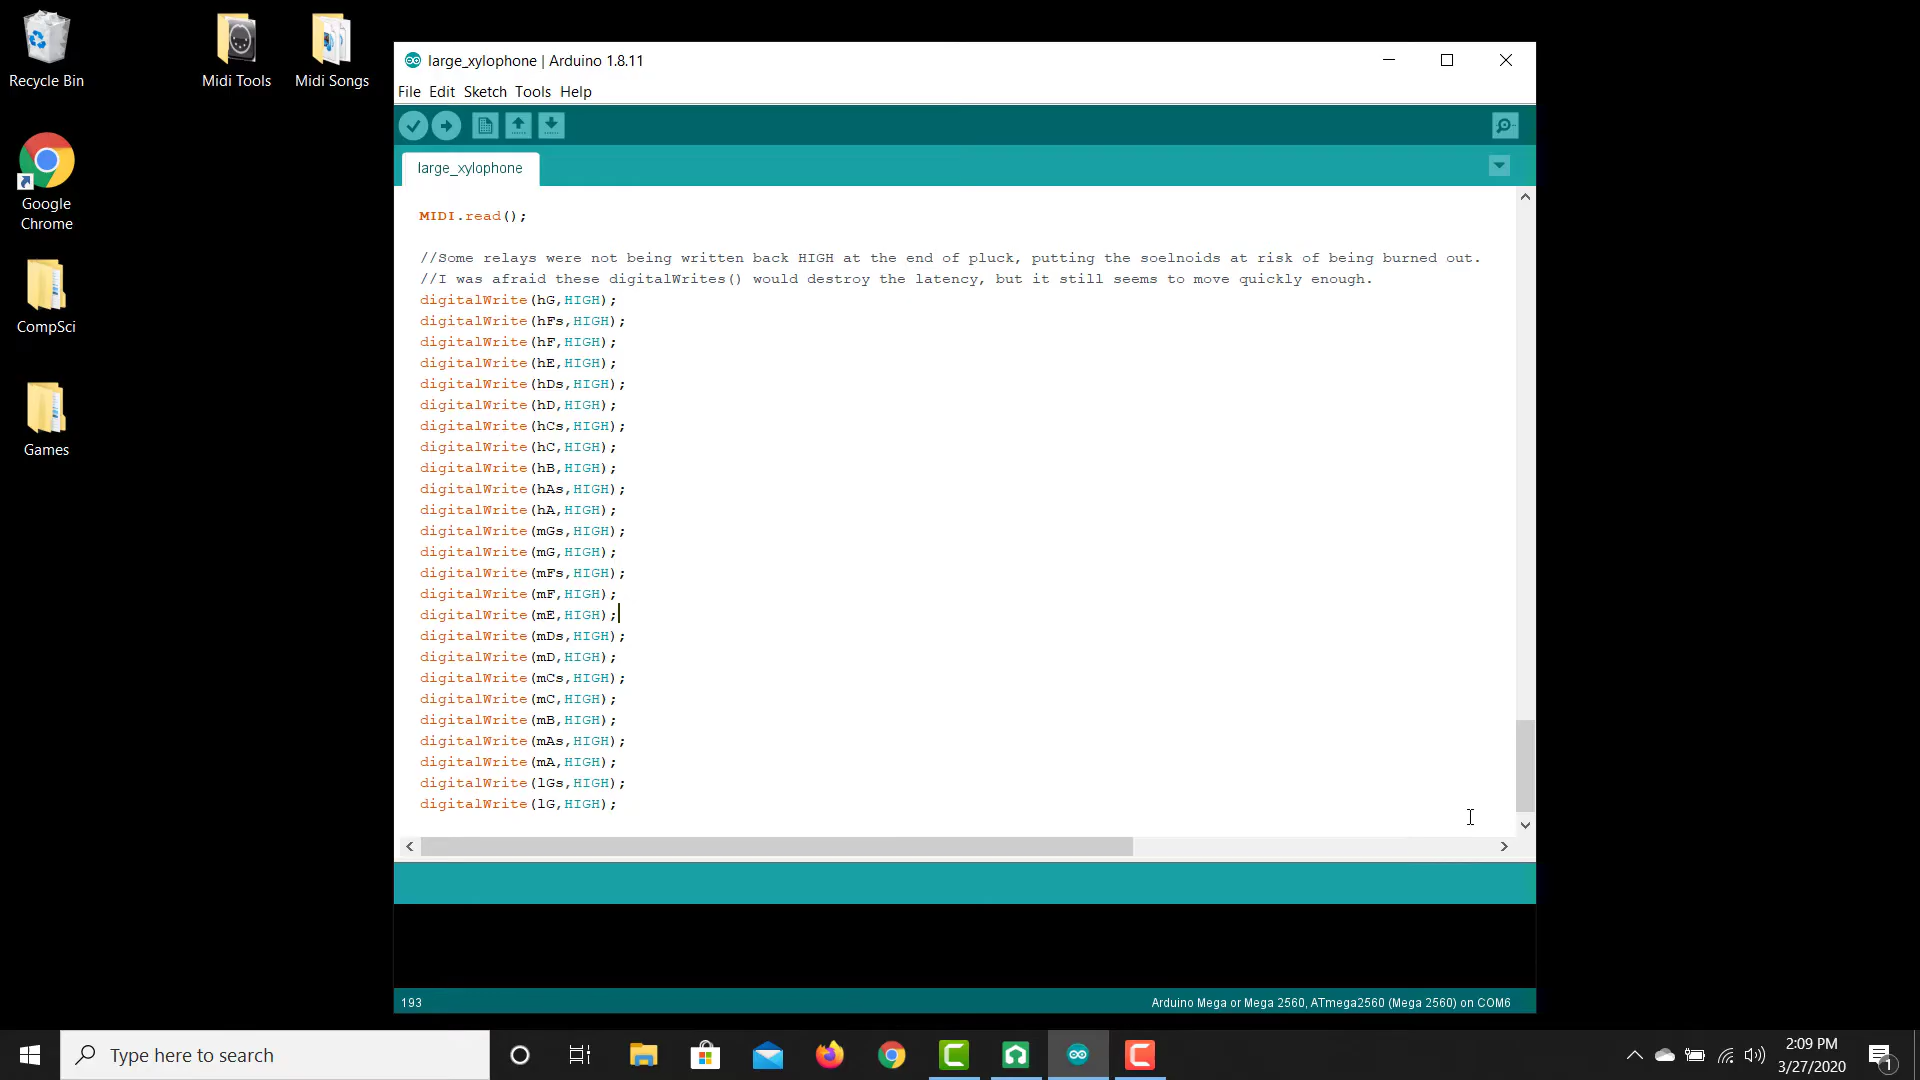 Recycle Bin
Midi Tools
Midi Songs
Google
Chrome
CompSci
Games
large_xylophone | Arduino 1.8.11
File Edit Sketch Tools Help
large_xylophone
MIDI.read();
//Some relays were not being written back HIGH at the end of pluck, putting the soelnoids at risk of being burned out.
//I was afraid these digitalWrites() would destroy the latency, but it still seems to move quickly enough.
digitalWrite(hG,HIGH);
digitalWrite(hFs,HIGH);
digitalWrite(hF,HIGH);
digitalWrite(hE,HIGH);
digitalWrite(hDs,HIGH);
digitalWrite(hD,HIGH);
digitalWrite(hCs,HIGH);
digitalWrite(hC,HIGH);
digitalWrite(hB,HIGH);
digitalWrite(hAs,HIGH);
digitalWrite(hA,HIGH);
digitalWrite(mGs,HIGH);
digitalWrite(mG,HIGH);
digitalWrite(mFs,HIGH);
digitalWrite(mF,HIGH);
digitalWrite(mE,HIGH);
digitalWrite(mDs,HIGH);
digitalWrite(mD,HIGH);
digitalWrite(mCs,HIGH);
digitalWrite(mC,HIGH);
digitalWrite(mB,HIGH);
digitalWrite(mAs,HIGH);
digitalWrite(mA,HIGH);
digitalWrite(lGs,HIGH);
digitalWrite(lG,HIGH);
193
Arduino Mega or Mega 2560, ATmega2560 (Mega 2560) on COM6
Type here to search
2:09 PM
3/27/2020
1